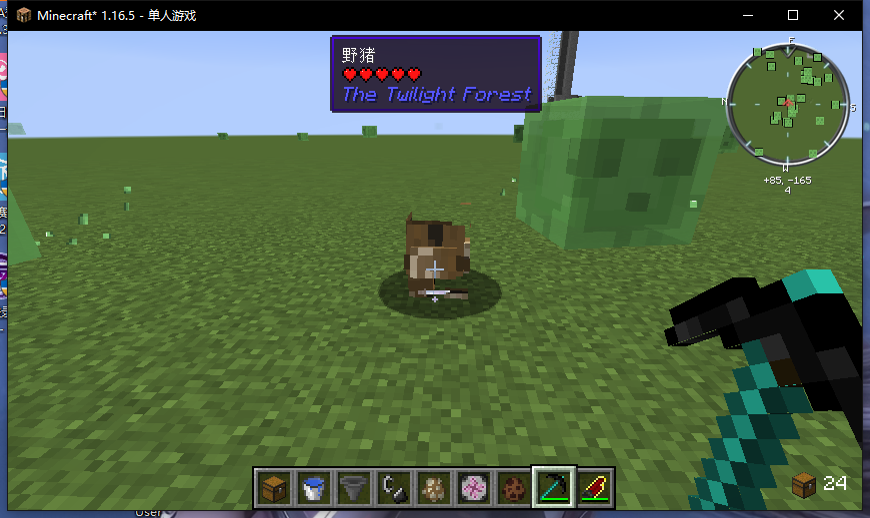 Minecraft* 1.16.5 - 单人游戏
野猪
The Twilight Forest
E
N
S
W
+85, -165
4
24
User